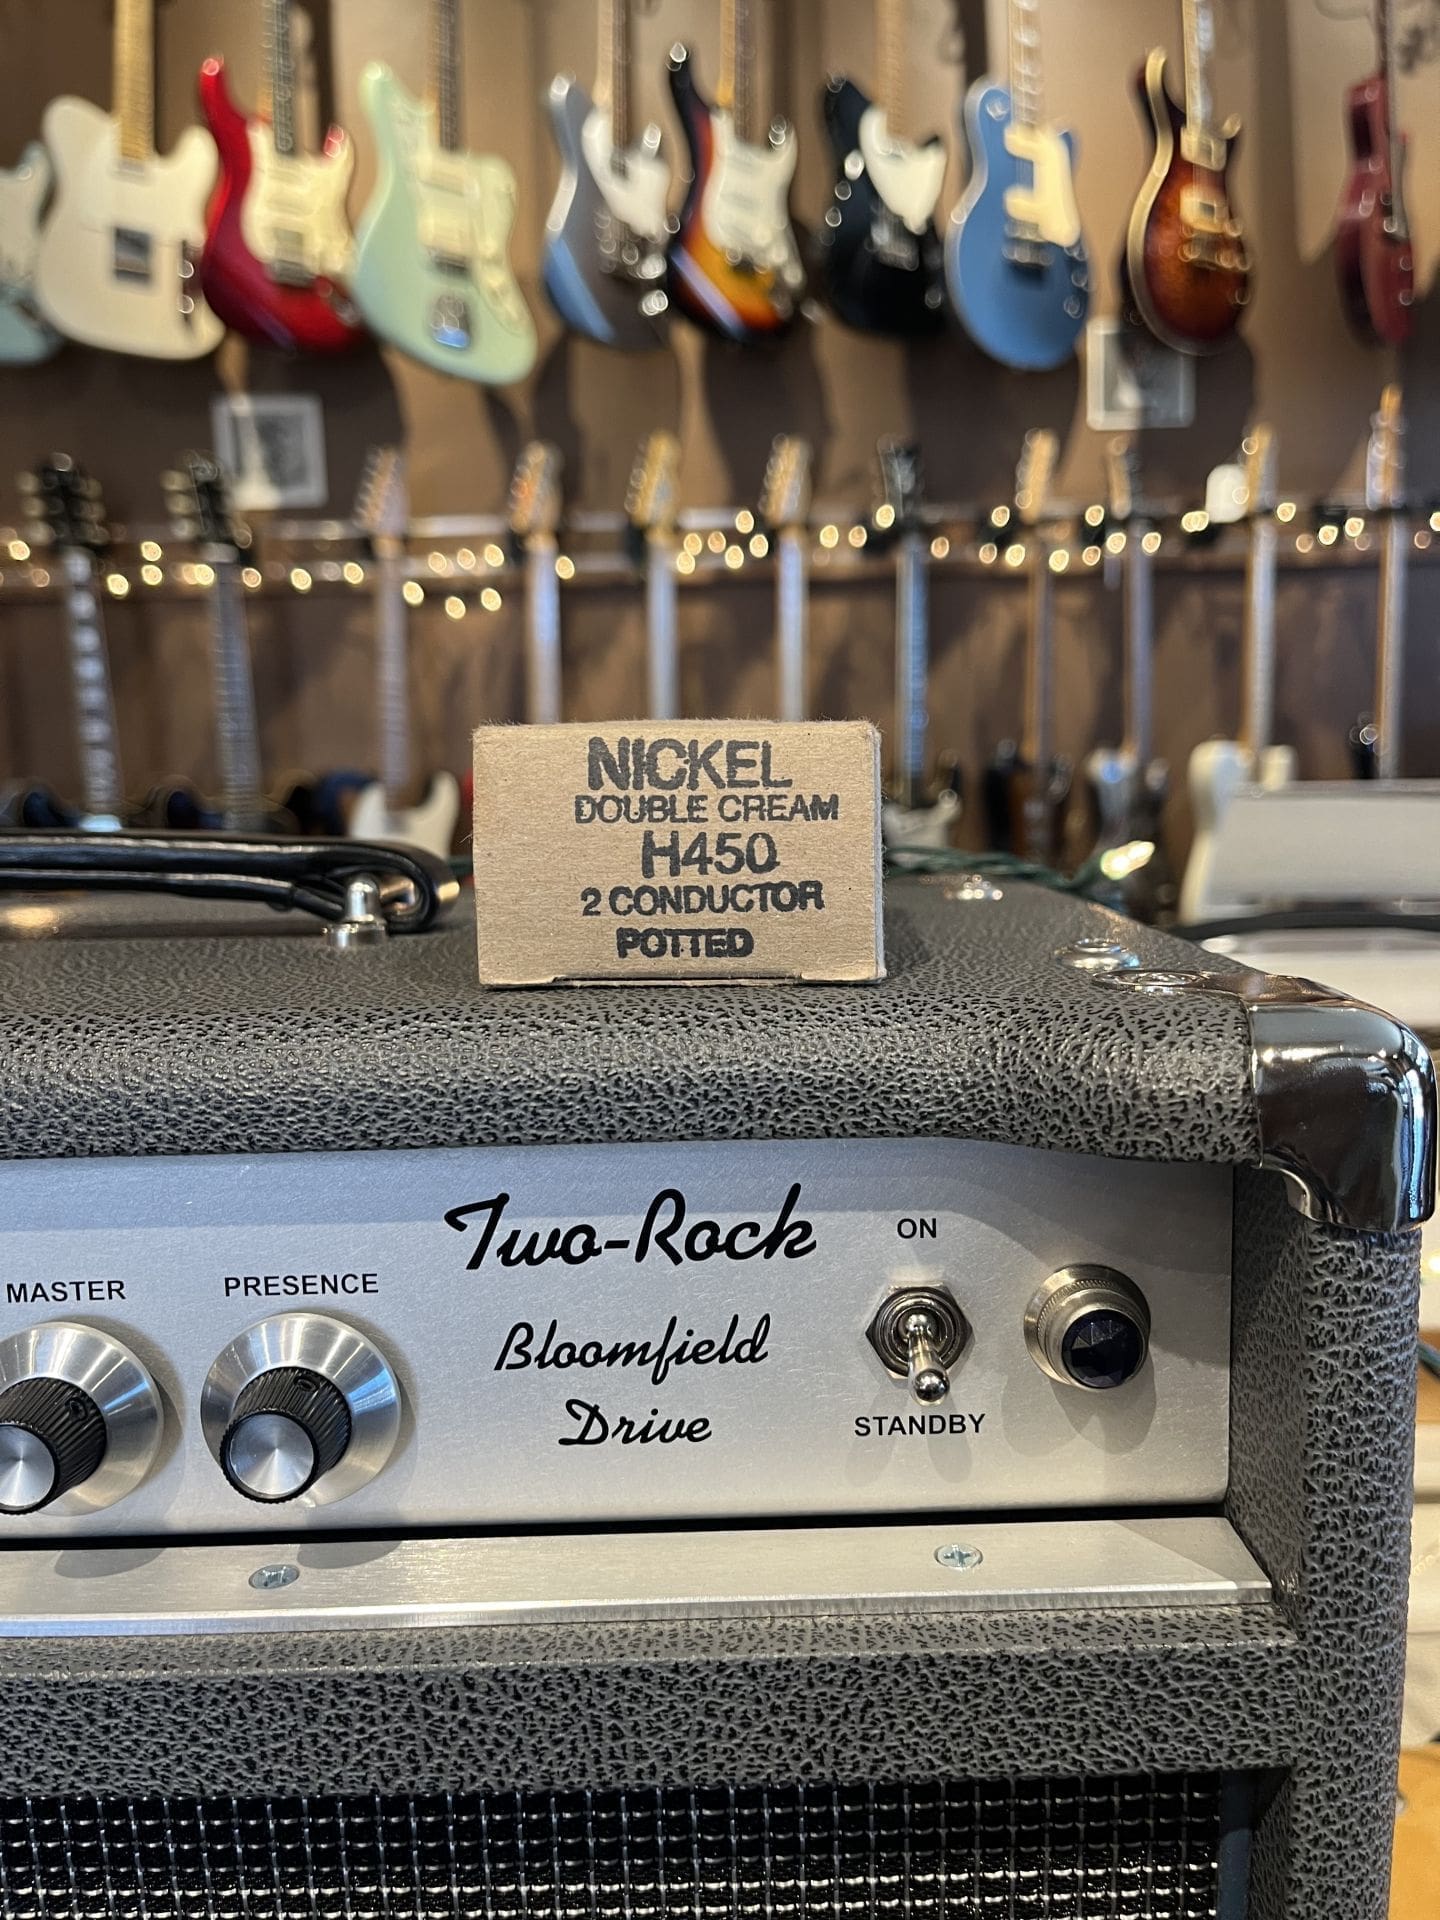 NICKEL
DOUBLE CREAM
H450
2 CONDUCTOR
POTTED
Two-Rock
Bloomfield
Drive
MASTER
PRESENCE
ON
STANDBY